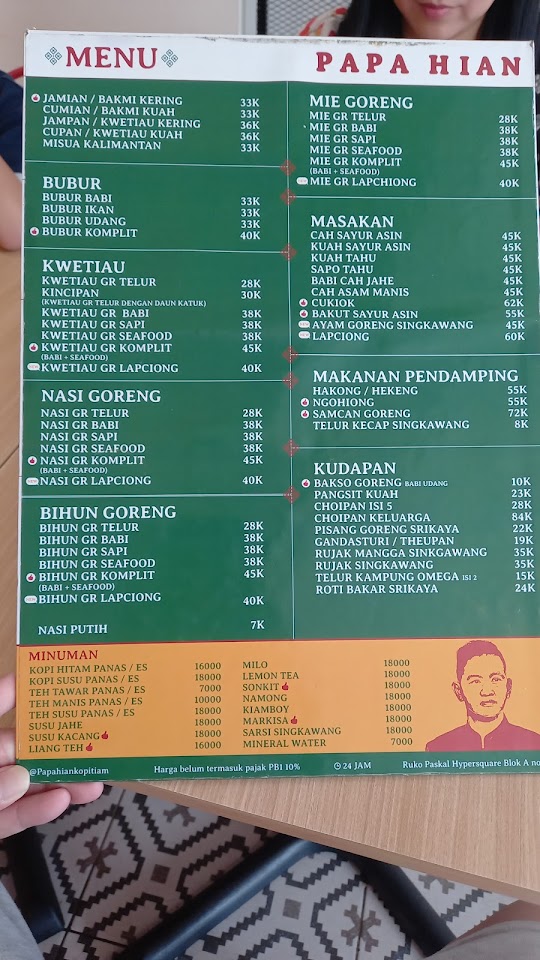 MENU
PAPA HIAN
JAMIAN / BAKMI KERING 33K
CUMIAN / BAKMI KUAH 33K
JAMPAN / KWETIAU KERING 36K
CUPAN / KWETIAU KUAH 36K
MISUA KALIMANTAN 33K
BUBUR
BUBUR BABI 33K
BUBUR IKAN 33K
BUBUR UDANG 33K
BUBUR KOMPLIT 40K
KWETIAU
KWETIAU GR TELUR 28K
KINCIPAN 30K
(KWETIAU GR TELUR DENGAN DAUN KATUK)
KWETIAU GR BABI 38K
KWETIAU GR SAPI 38K
KWETIAU GR SEAFOOD 38K
KWETIAU GR KOMPLIT 45K
(BABI + SEAFOOD)
KWETIAU GR LAPCIONG 40K
NASI GORENG
NASI GR TELUR 28K
NASI GR BABI 38K
NASI GR SAPI 38K
NASI GR SEAFOOD 38K
NASI GR KOMPLIT 45K
(BABI + SEAFOOD)
NASI GR LAPCIONG 40K
BIHUN GORENG
BIHUN GR TELUR 28K
BIHUN GR BABI 38K
BIHUN GR SAPI 38K
BIHUN GR SEAFOOD 38K
BIHUN GR KOMPLIT 45K
(BABI + SEAFOOD)
BIHUN GR LAPCIONG 40K
NASI PUTIH 7K
MIE GORENG
MIE GR TELUR 28K
MIE GR BABI 38K
MIE GR SAPI 38K
MIE GR SEAFOOD 38K
MIE GR KOMPLIT 45K
(BABI + SEAFOOD)
MIE GR LAPCHIONG 40K
MASAKAN
CAH SAYUR ASIN 45K
KUAH SAYUR ASIN 45K
KUAH TAHU 45K
SAPO TAHU 45K
BABI CAH JAHE 45K
CAH ASAM MANIS 45K
CUKIOK 62K
BAKUT SAYUR ASIN 55K
AYAM GORENG SINGKAWANG 45K
LAPCIONG 60K
MAKANAN PENDAMPING
HAKONG / HEKENG 55K
NGOHIONG 55K
SAMCAN GORENG 72K
TELUR KECAP SINGKAWANG 8K
KUDAPAN
BAKSO GORENG BABI UDANG 10K
PANGSIT KUAH 23K
CHOIPAN ISI 5 28K
CHOIPAN KELUARGA 84K
PISANG GORENG SRIKAYA 22K
GANDASTURI / THEUPAN 19K
RUJAK MANGGA SINKGAWANG 35K
RUJAK SINGKAWANG 35K
TELUR KAMPUNG OMEGA ISI 2 15K
ROTI BAKAR SRIKAYA 24K
MINUMAN
KOPI HITAM PANAS / ES 16000
KOPI SUSU PANAS / ES 18000
TEH TAWAR PANAS / ES 7000
TEH MANIS PANAS / ES 10000
TEH SUSU PANAS / ES 18000
SUSU JAHE 18000
SUSU KACANG 18000
LIANG TEH 16000
MILO 18000
LEMON TEA 18000
SONKIT 18000
NAMONG 18000
KIAMBOY 18000
MARKISA 18000
SARSI SINGKAWANG 18000
MINERAL WATER 7000
@Papahiankopitiam
Harga belum termasuk pajak PB1 10%
24 JAM
Ruko Paskal Hypersquare Blok A no